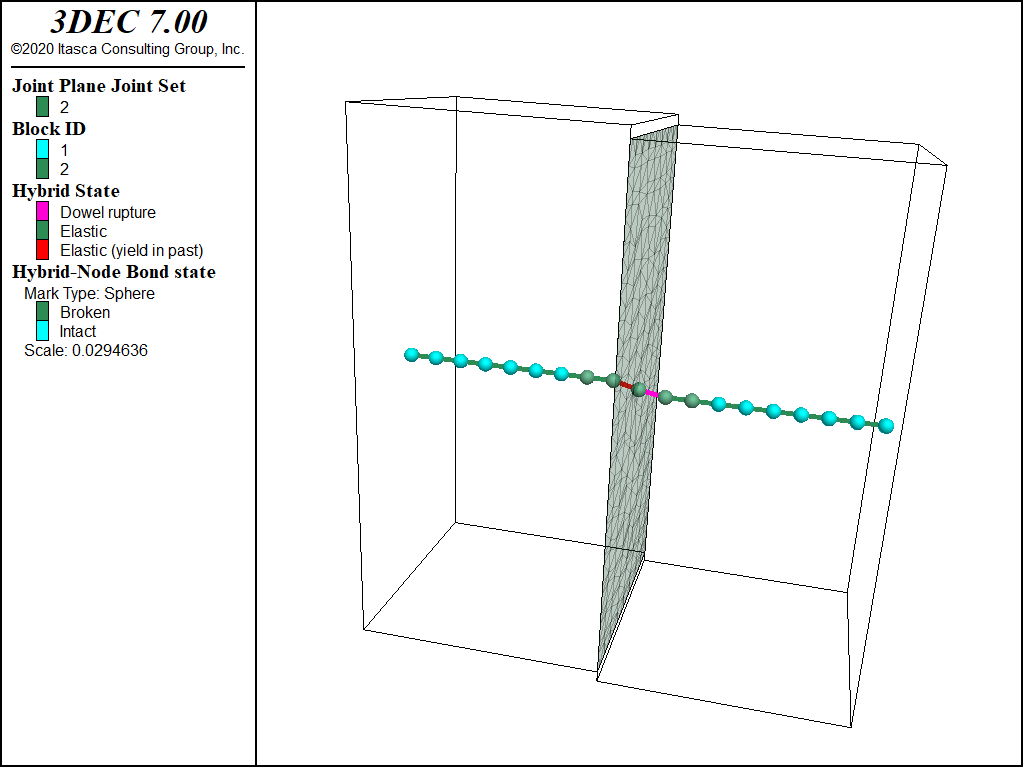 3DEC 7.00
©2020 Itasca Consulting Group, Inc.
Joint Plane Joint Set
2
Block ID
1
2
Hybrid State
Dowel rupture
Elastic
Elastic (yield in past)
Hybrid-Node Bond state
Mark Type: Sphere
Broken
Intact
Scale: 0.0294636